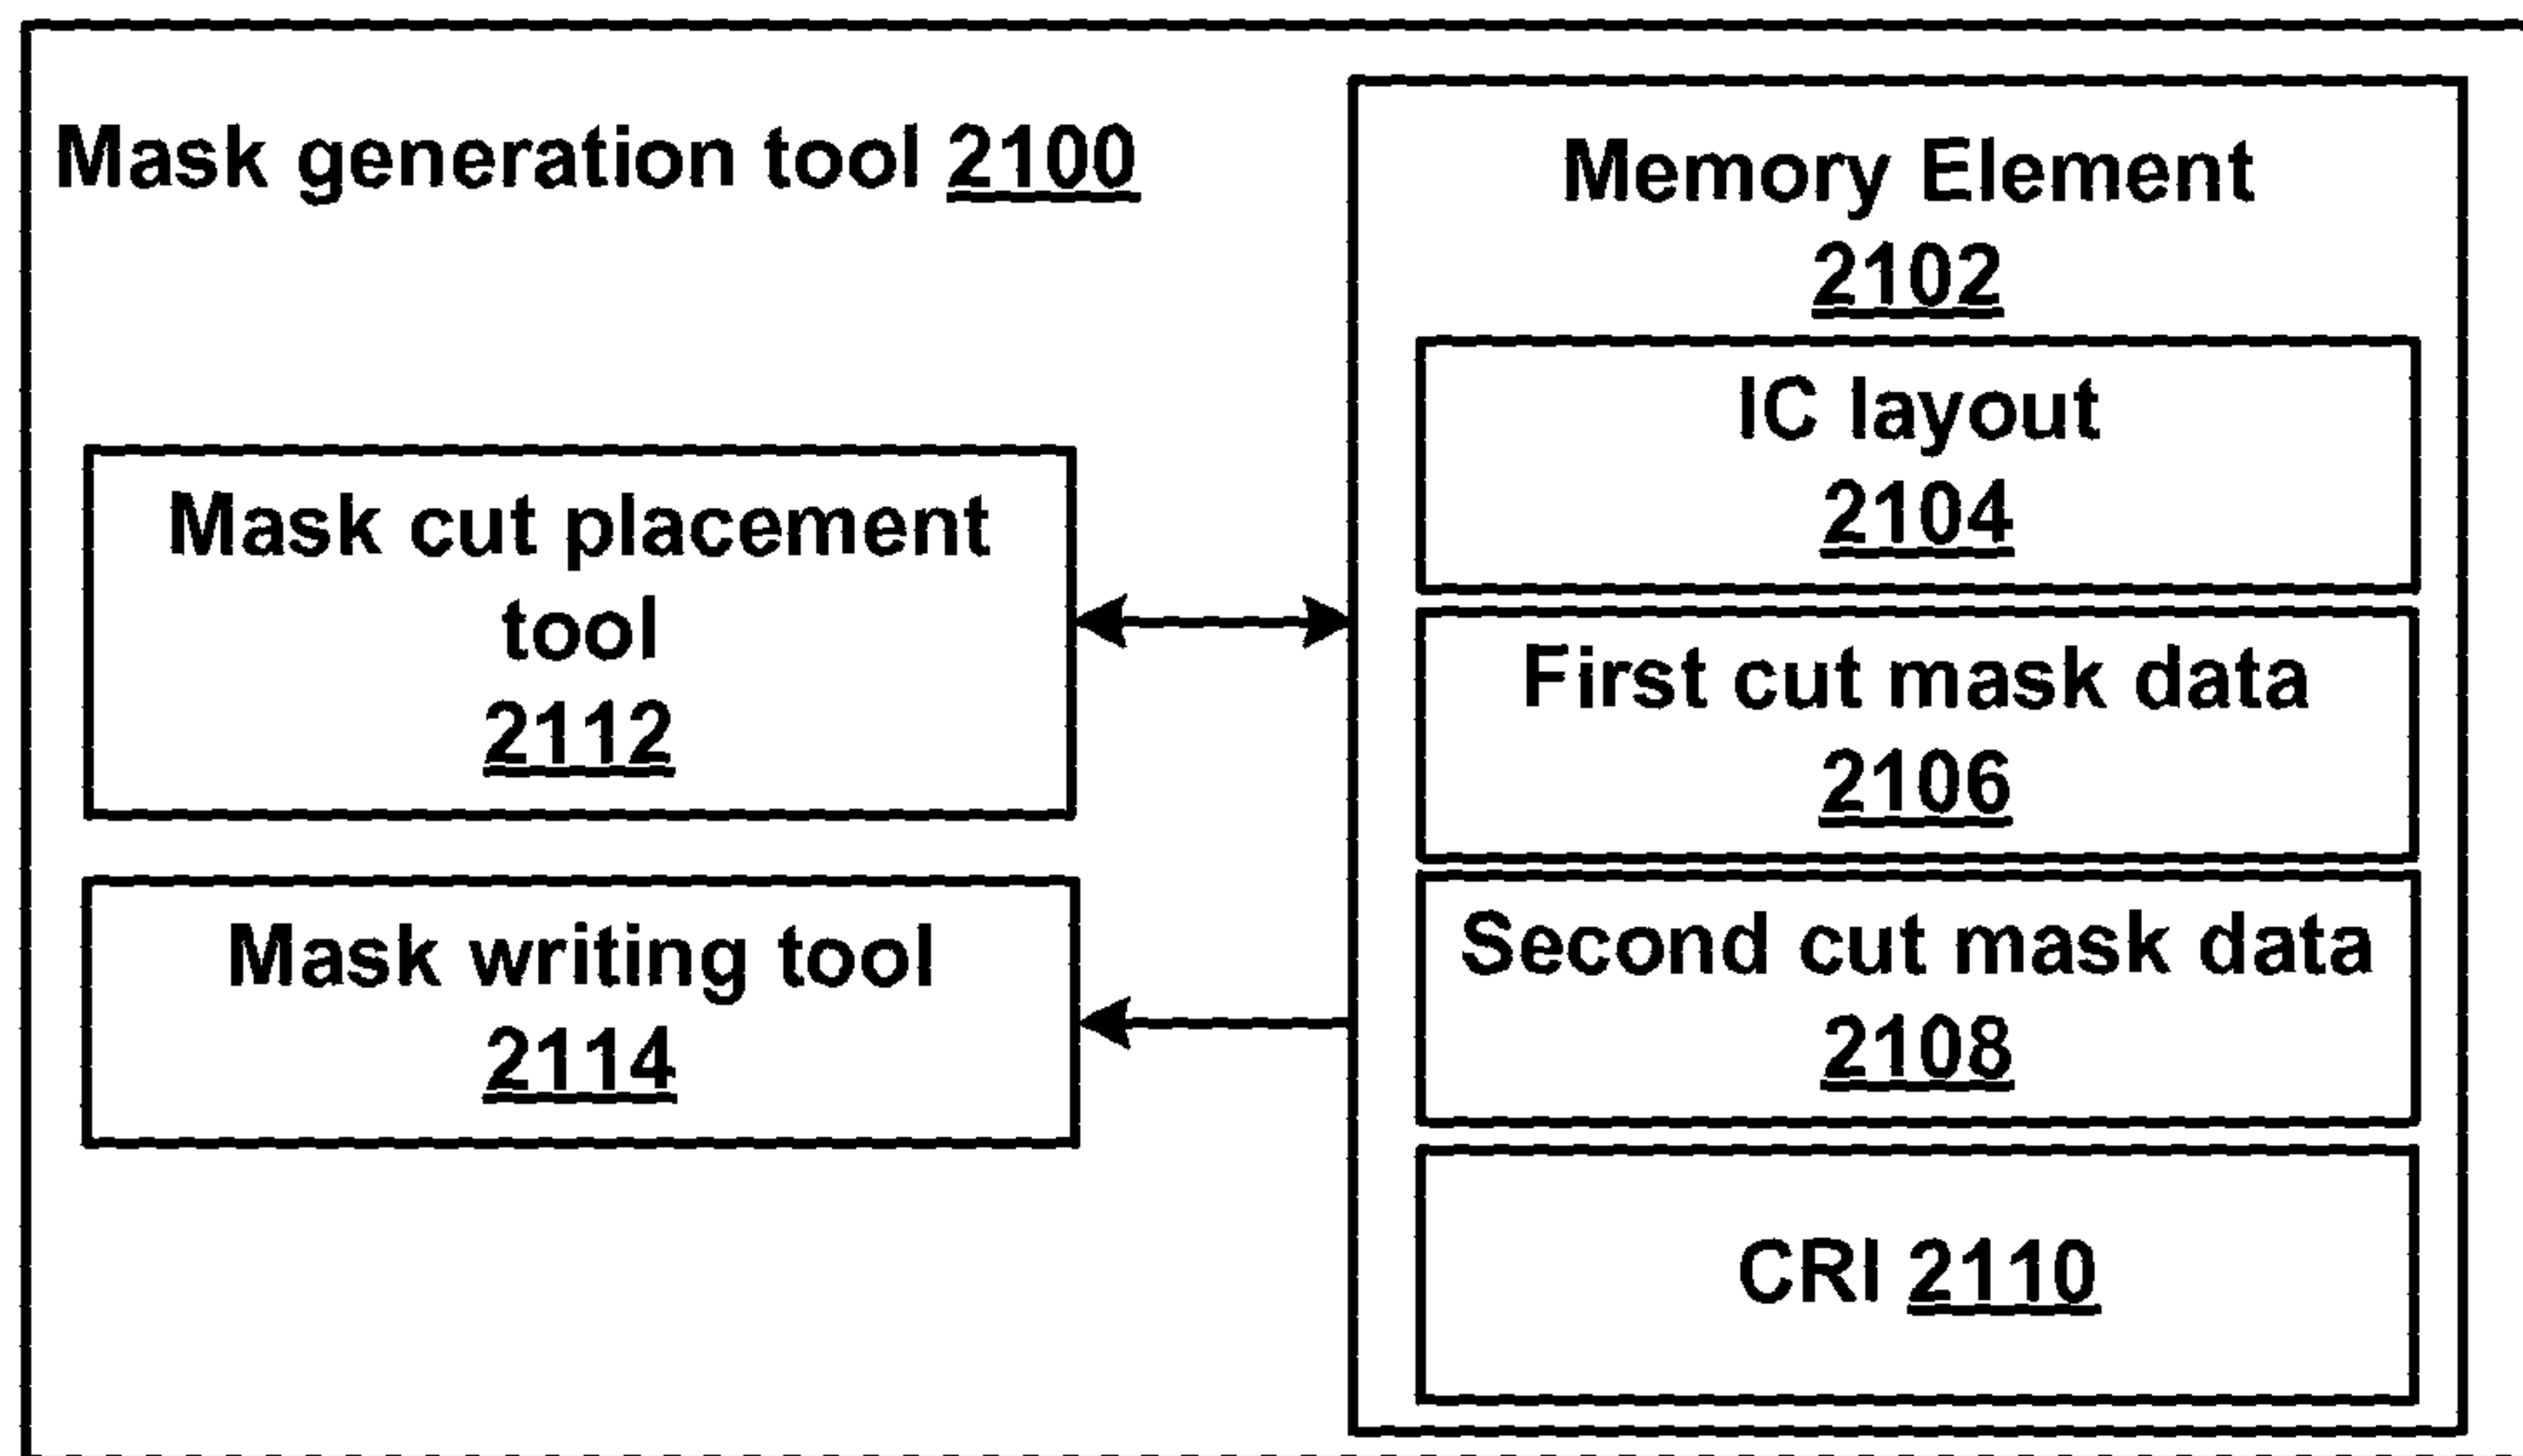 Mask generation tool 2100
Memory Element
2102
IC layout
2104
First cut mask data
2106
Second cut mask data
2108
CRI 2110
Mask cut placement
tool
2112
Mask writing tool
2114